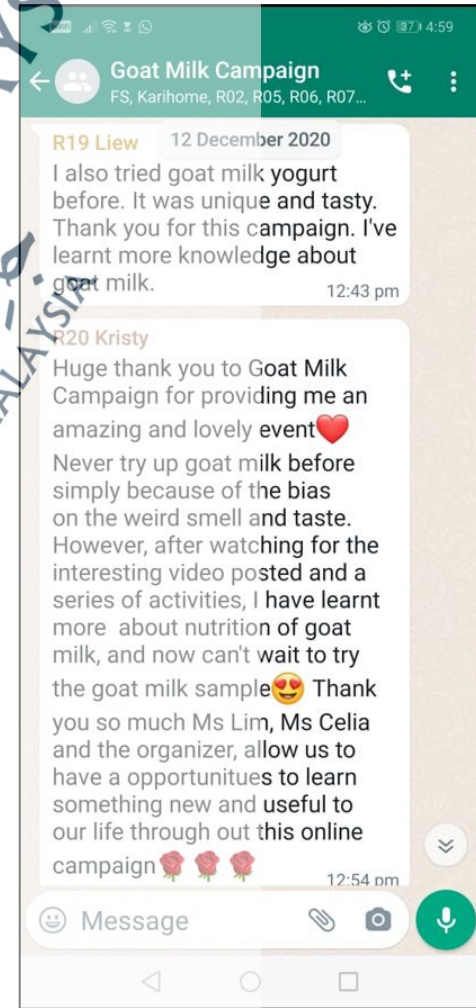 37 4:59
Goat Milk Campaign
FS, Karihome, R02, R05, R06, R07...
12 December 2020
R19 Liew
I also tried goat milk yogurt
before. It was unique and tasty.
Thank you for this campaign. I've
learnt more knowledge about
goat milk.
12:43 pm
R20 Kristy
Huge thank you to Goat Milk
Campaign for providing me an
amazing and lovely event❤️
Never try up goat milk before
simply because of the bias
on the weird smell and taste.
However, after watching for the
interesting video posted and a
series of activities, I have learnt
more about nutrition of goat
milk, and now can't wait to try
the goat milk sample😍 Thank
you so much Ms Lim, Ms Celia
and the organizer, allow us to
have a opportunitues to learn
something new and useful to
our life through out this online
campaign🌹🌹🌹
12:54 pm
Message
MALAYSIA